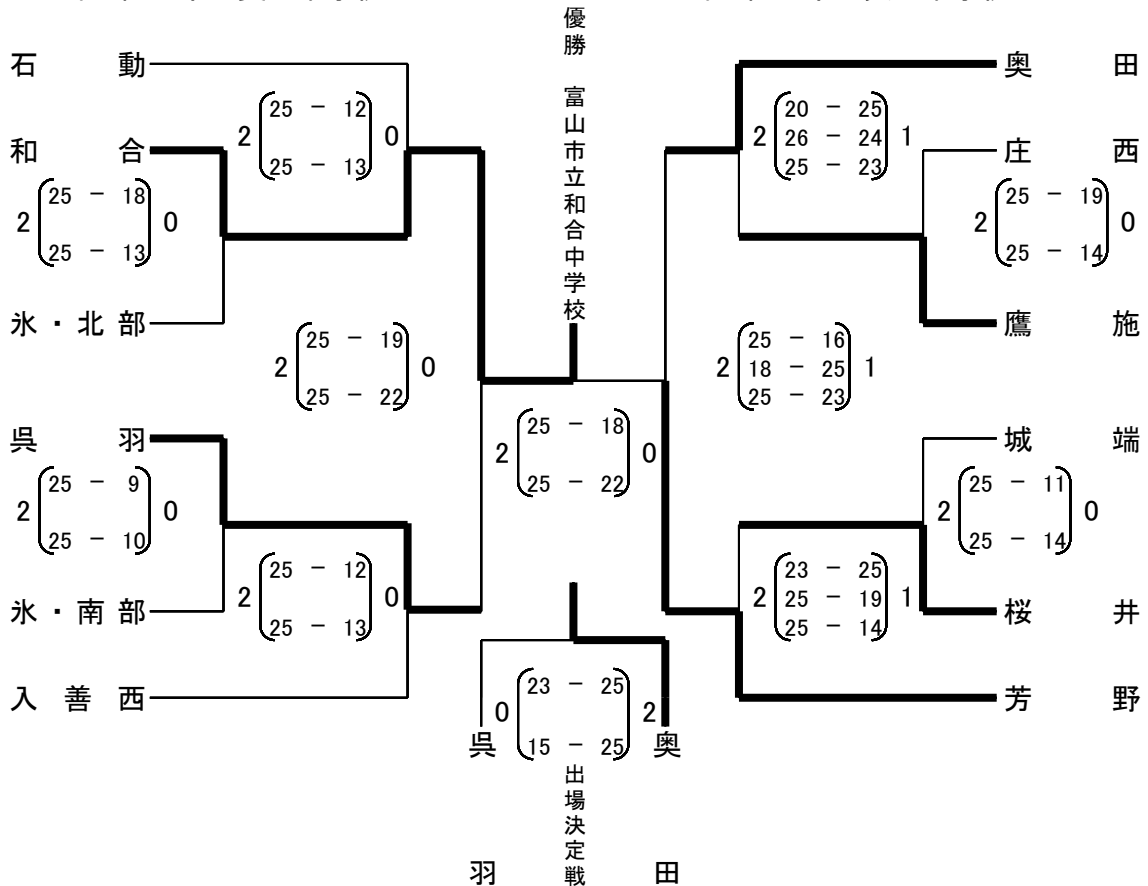 優勝 富山市立和合中学校
石動
2 25 - 12 0
25 - 13
和合
2 25 - 18 0
25 - 13
氷・北部
2 25 - 19 0
25 - 22
呉羽
2 25 - 9 0
25 - 10
氷・南部
2 25 - 12 0
25 - 13
入善西
2 25 - 18 0
25 - 22
奥田
2 20 - 25 1
26 - 24
25 - 23
庄西
2 25 - 19 0
25 - 14
鷹施
2 25 - 16 1
18 - 25
25 - 23
城端
2 25 - 11 0
25 - 14
桜井
2 23 - 25 1
25 - 19
25 - 14
芳野
0 23 - 25 2
15 - 25
呉羽
奥田
出場決定戦